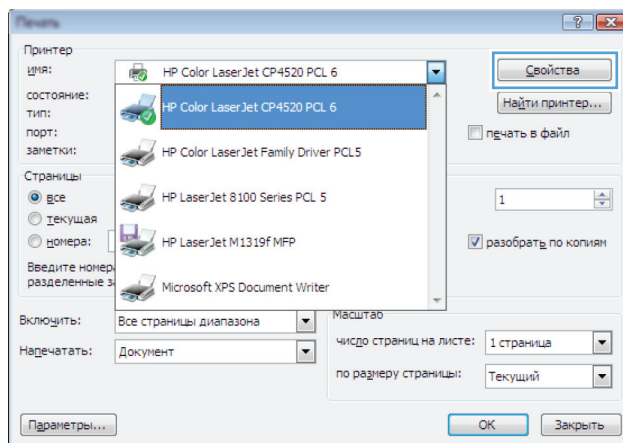 Печать
Принтер
имя: HP Color LaserJet CP4520 PCL 6
Свойства
состояние: HP Color LaserJet CP4520 PCL 6
Найти принтер...
тип:
порт: HP Color LaserJet Family Driver PCL5
печать в файл
заметки:
Страницы
все HP LaserJet 8100 Series PCL 5
1
текущая
номера: HP LaserJet M1319f MFP
разобрать по копиям
Введите номер
разделенные з
Microsoft XPS Document Writer
Включить: Все страницы диапазона
Масштаб
Напечатать: Документ
число страниц на листе: 1 страница
по размеру страницы: Текущий
Параметры...
ОК
Закрыть